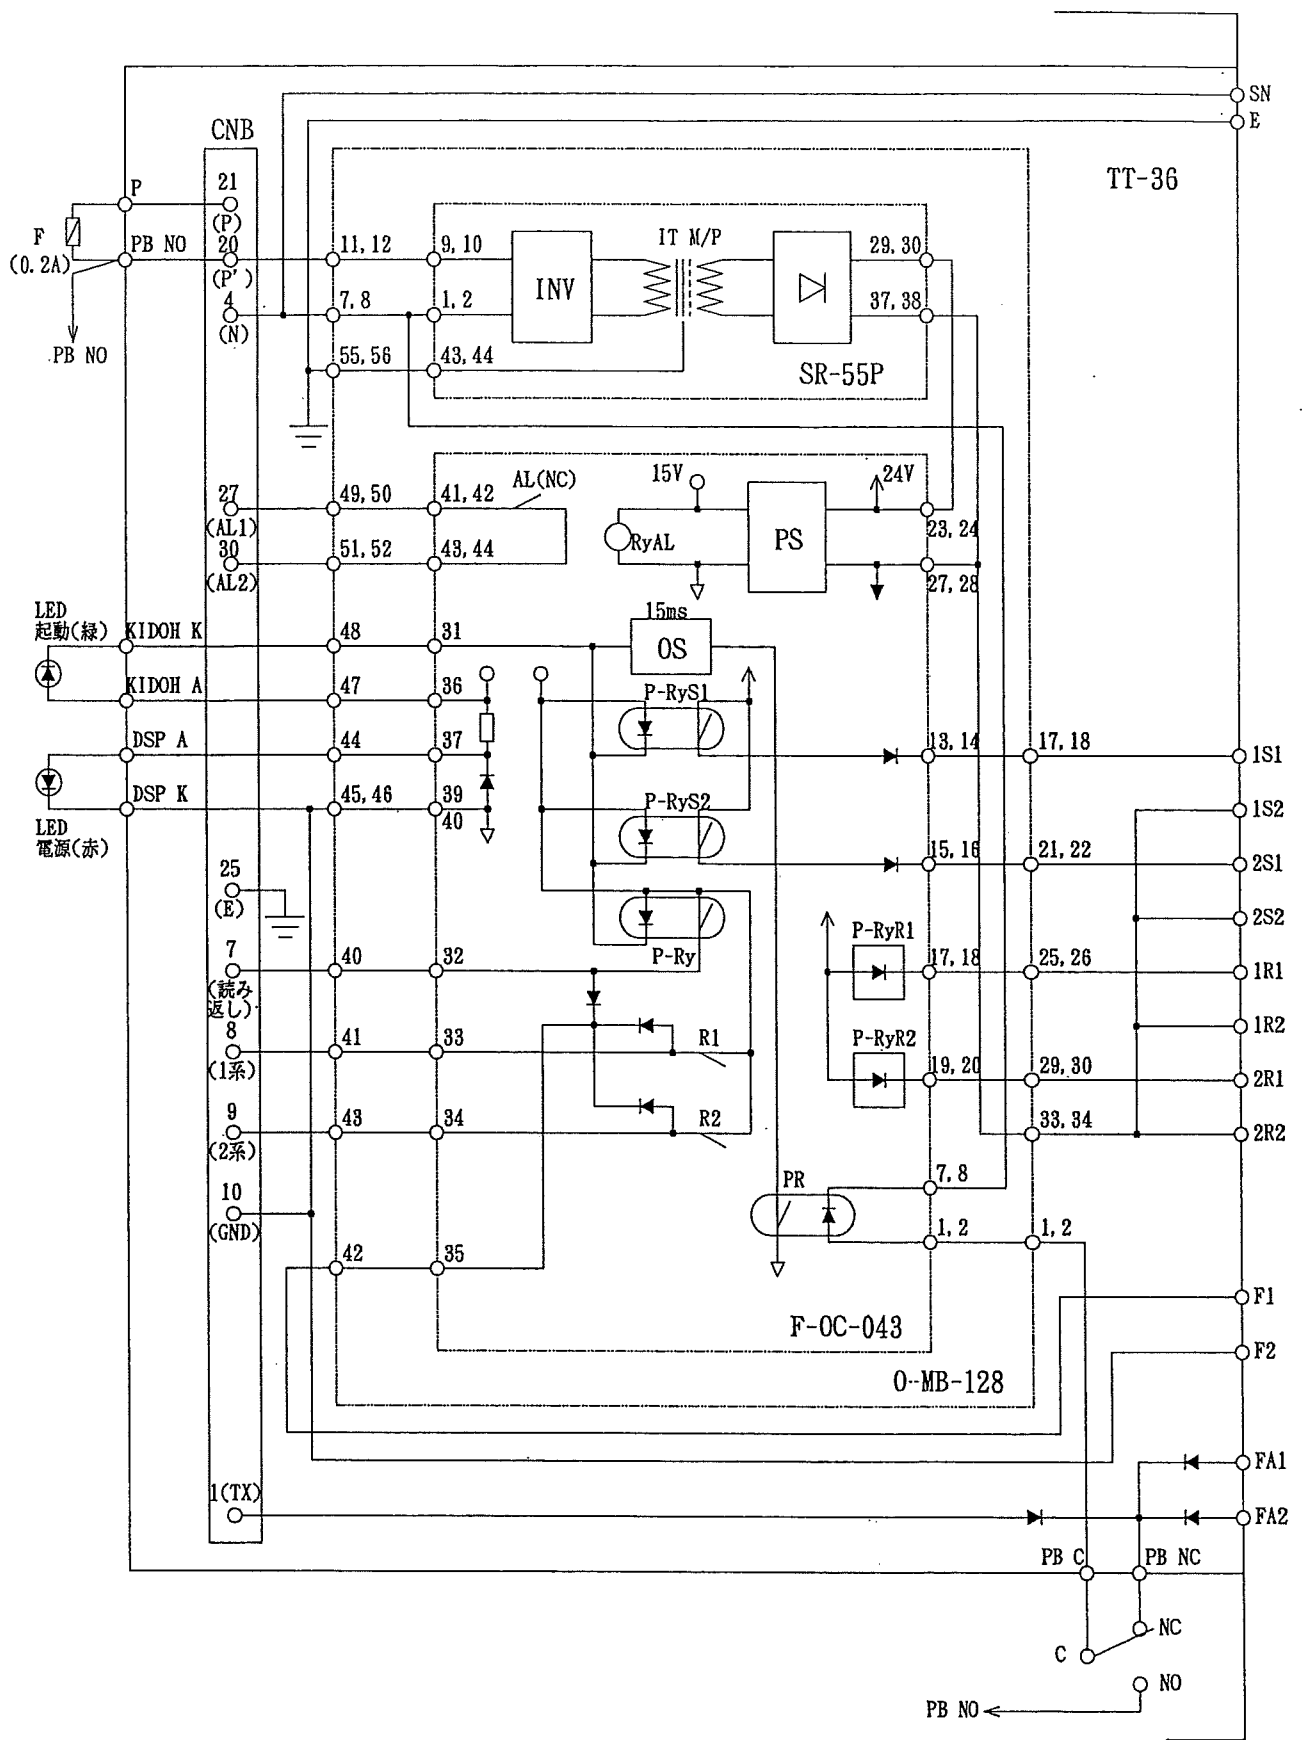 SN
E
CNB
TT-36
P
21
(P)
F
(0.2A)
PB NO
20
(P')
11,12
9,10
INV
IT M/P
29,30
4
(N)
7,8
1,2
37,38
PB NO
55,56
43,44
SR-55P
27
(AL1)
49,50
41,42
AL(NC)
15V
24V
RyAL
PS
23,24
30
(AL2)
51,52
43,44
27,28
LED
起動(緑)
KIDOH K
48
31
15ms
OS
KIDOH A
47
36
P-RyS1
DSP A
44
37
13,14
17,18
1S1
DSP K
45,46
39
40
P-RyS2
1S2
LED
電源(赤)
15,16
21,22
2S1
25
(E)
2S2
P-Ry
P-RyR1
7
(読み
返し)
40
32
17,18
25,26
1R1
8
(1系)
41
33
R1
1R2
P-RyR2
19,20
29,30
2R1
9
(2系)
43
34
R2
33,34
2R2
10
(GND)
PR
7,8
1,2
1,2
42
35
F1
F-OC-043
F2
O-MB-128
FA1
1(TX)
FA2
PB C
PB NC
NC
C
NO
PB NO